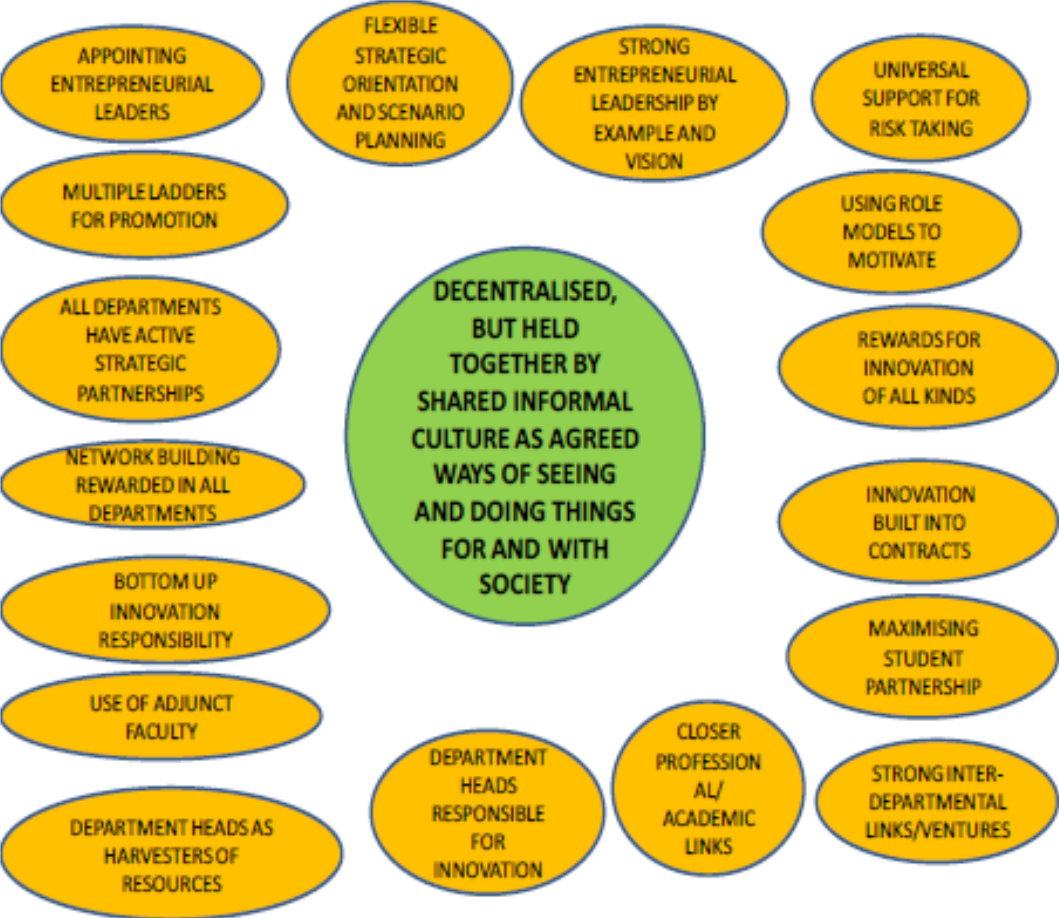 APPOINTING
ENTREPRENEURIAL
LEADERS
FLEXIBLE
STRATEGIC
ORIENTATION
AND SCENARIO
PLANNING
STRONG
ENTREPRENEURIAL
LEADERSHIP BY
EXAMPLE AND
VISION
UNIVERSAL
SUPPORT FOR
RISK TAKING
MULTIPLE LADDERS
FOR PROMOTION
USING ROLE
MODELS TO
MOTIVATE
ALL DEPARTMENTS
HAVE ACTIVE
STRATEGIC
PARTNERSHIPS
DECENTRALISED,
BUT HELD
TOGETHER BY
SHARED INFORMAL
CULTURE AS AGREED
WAYS OF SEEING
AND DOING THINGS
FOR AND WITH
SOCIETY
REWARDS FOR
INNOVATION
OF ALL KINDS
NETWORK BUILDING
REWARDED IN ALL
DEPARTMENTS
INNOVATION
BUILT INTO
CONTRACTS
BOTTOM UP
INNOVATION
RESPONSIBILITY
MAXIMISING
STUDENT
PARTNERSHIP
USE OF ADJUNCT
FACULTY
DEPARTMENT HEADS AS
HARVESTERS OF
RESOURCES
DEPARTMENT
HEADS
RESPONSIBLE
FOR
INNOVATION
CLOSER
PROFESSION
AL/
ACADEMIC
LINKS
STRONG INTER-
DEPARTMENTAL
LINKS/VENTURES